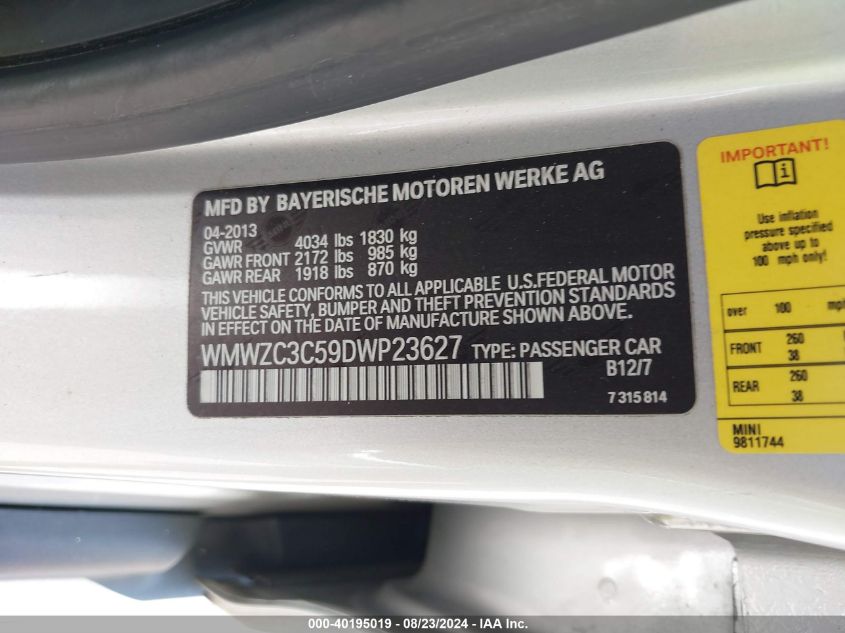 MFD BY BAYERISCHE MOTOREN WERKE AG
04-2013
GVWR 4034 lbs 1830 kg
GAWR FRONT 2172 lbs 985 kg
GAWR REAR 1918 lbs 870 kg
THIS VEHICLE CONFORMS TO ALL APPLICABLE U.S.FEDERAL MOTOR
VEHICLE SAFETY, BUMPER AND THEFT PREVENTION STANDARDS
IN EFFECT ON THE DATE OF MANUFACTURE SHOWN ABOVE.
WMWZC3C59DWP23627 TYPE: PASSENGER CAR
B12/7
7 315 814
IMPORTANT!
i
Use inflation
pressure specified
above up to
100 mph only!
over 100 mp
FRONT 260
38
REAR 260
38
MINI
9811744
000-40195019 - 08/23/2024 - IAA Inc.